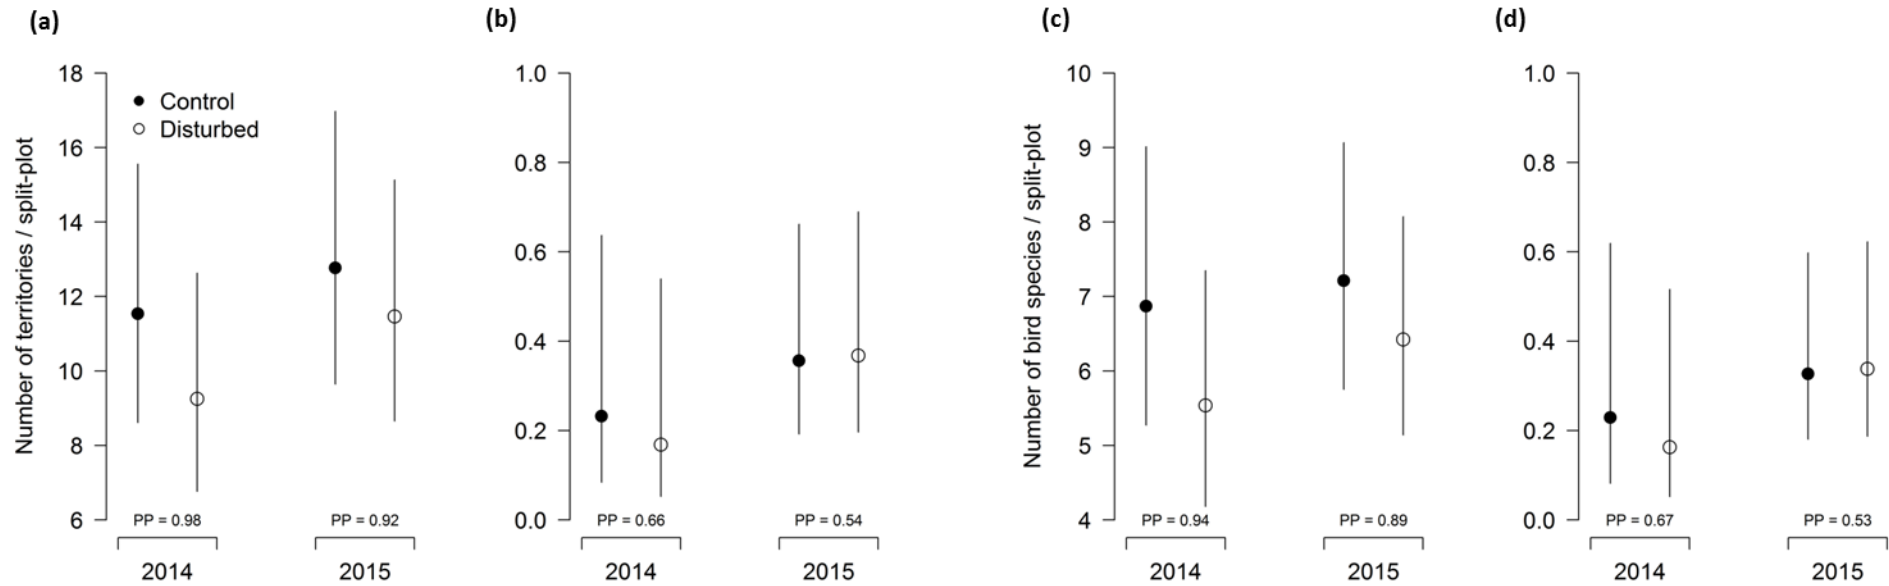 (a)
Number of territories / split-plot
18
16
14
12
10
8
6
Control
Disturbed
PP = 0.98
PP = 0.92
2014
2015
(b)
1.0
0.8
0.6
0.4
0.2
0.0
PP = 0.66
PP = 0.54
2014
2015
(c)
Number of bird species / split-plot
10
9
8
7
6
5
4
PP = 0.94
PP = 0.89
2014
2015
(d)
1.0
0.8
0.6
0.4
0.2
0.0
PP = 0.67
PP = 0.53
2014
2015